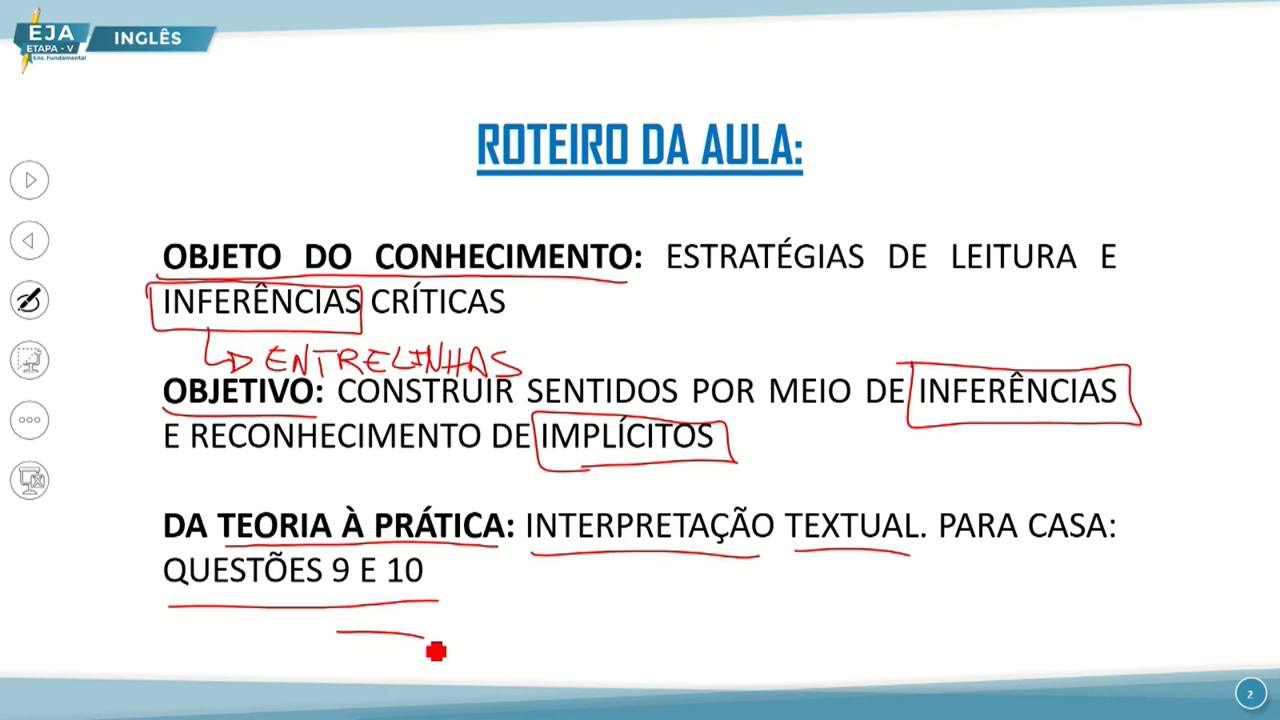 EJA
ETAPA - V
Ens. Fundamental
INGLÊS
ROTEIRO DA AULA:
OBJETO DO CONHECIMENTO: ESTRATÉGIAS DE LEITURA E
INFERÊNCIAS CRÍTICAS
ENTRELINHAS
OBJETIVO: CONSTRUIR SENTIDOS POR MEIO DE INFERÊNCIAS
E RECONHECIMENTO DE IMPLÍCITOS
DA TEORIA À PRÁTICA: INTERPRETAÇÃO TEXTUAL. PARA CASA:
QUESTÕES 9 E 10
2